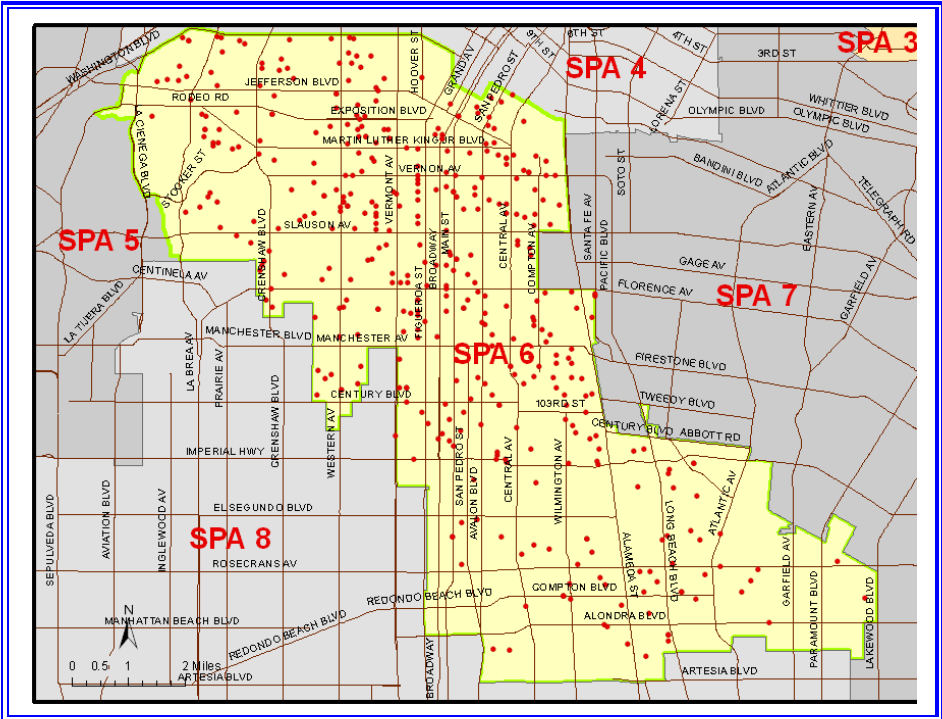 WASHINGTON BLVD
HOOVER ST
GRAND AV
SAN PEDRO ST
9TH ST
6TH ST
4TH ST
3RD ST
SPA 3
SPA 4
JEFFERSON BLVD
RODEO RD
EXPOSITION BLVD
LORENA ST
OLYMPIC BLVD
WHITTIER BLVD
OLYMPIC BLVD
LA CIENEGA BLVD
MARTIN LUTHER KING JR BLVD
STOCKER ST
VERNON AV
VERMONT AV
SOTO ST
BANDINI BLVD
ATLANTIC BLVD
TELEGRAPH RD
EASTERN AV
SPA 5
CRENSHAW BLVD
SLAUSON AV
BROADWAY
MAIN ST
CENTRAL AV
COMPTON AV
SANTA FE AV
PACIFIC BLVD
GAGE AV
GARFIELD AV
CENTINELA AV
LA TIJERA BLVD
FIGUEROA ST
FLORENCE AV
SPA 7
MANCHESTER BLVD
MANCHESTER AV
SPA 6
LA BREA AV
PRAIRIE AV
CRENSHAW BLVD
FIRESTONE BLVD
CENTURY BLVD
103RD ST
TWEEDY BLVD
CENTURY BLVD
ABBOTT RD
WESTERN AV
IMPERIAL HWY
SAN PEDRO ST
AVALON BLVD
CENTRAL AV
WILMINGTON AV
LONG BEACH BLVD
ATLANTIC AV
SEPULVEDA BLVD
AVIATION BLVD
INGLEWOOD AV
EL SEGUNDO BLVD
SPA 8
ROSECRANS AV
ALAMEDA ST
GARFIELD AV
PARAMOUNT BLVD
LAKEWOOD BLVD
COMPTON BLVD
REDONDO BEACH BLVD
REDONDO BEACH BLVD
ALONDRA BLVD
N
MANHATTAN BEACH BLVD
BROADWAY
0 0.5 1 2 Miles
ARTESIA BLVD
ARTESIA BLVD